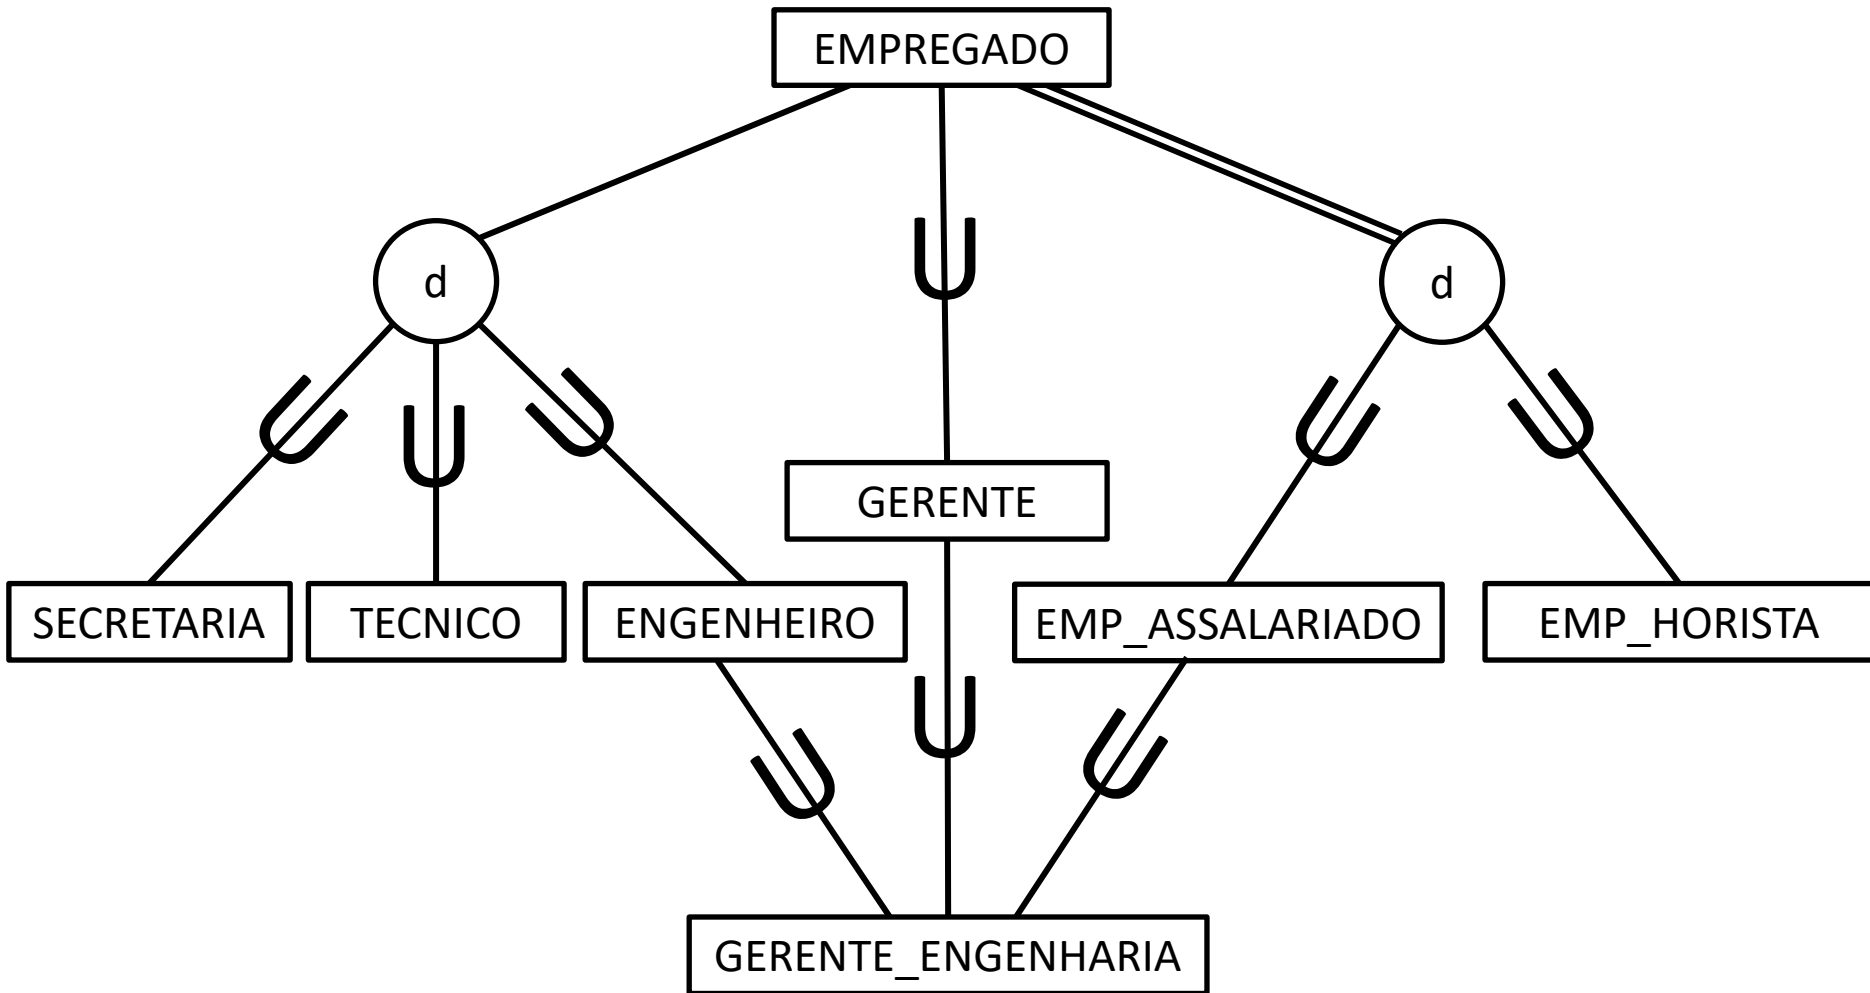 EMPREGADO
d
d
GERENTE
SECRETARIA
TECNICO
ENGENHEIRO
EMP_ASSALARIADO
EMP_HORISTA
GERENTE_ENGENHARIA